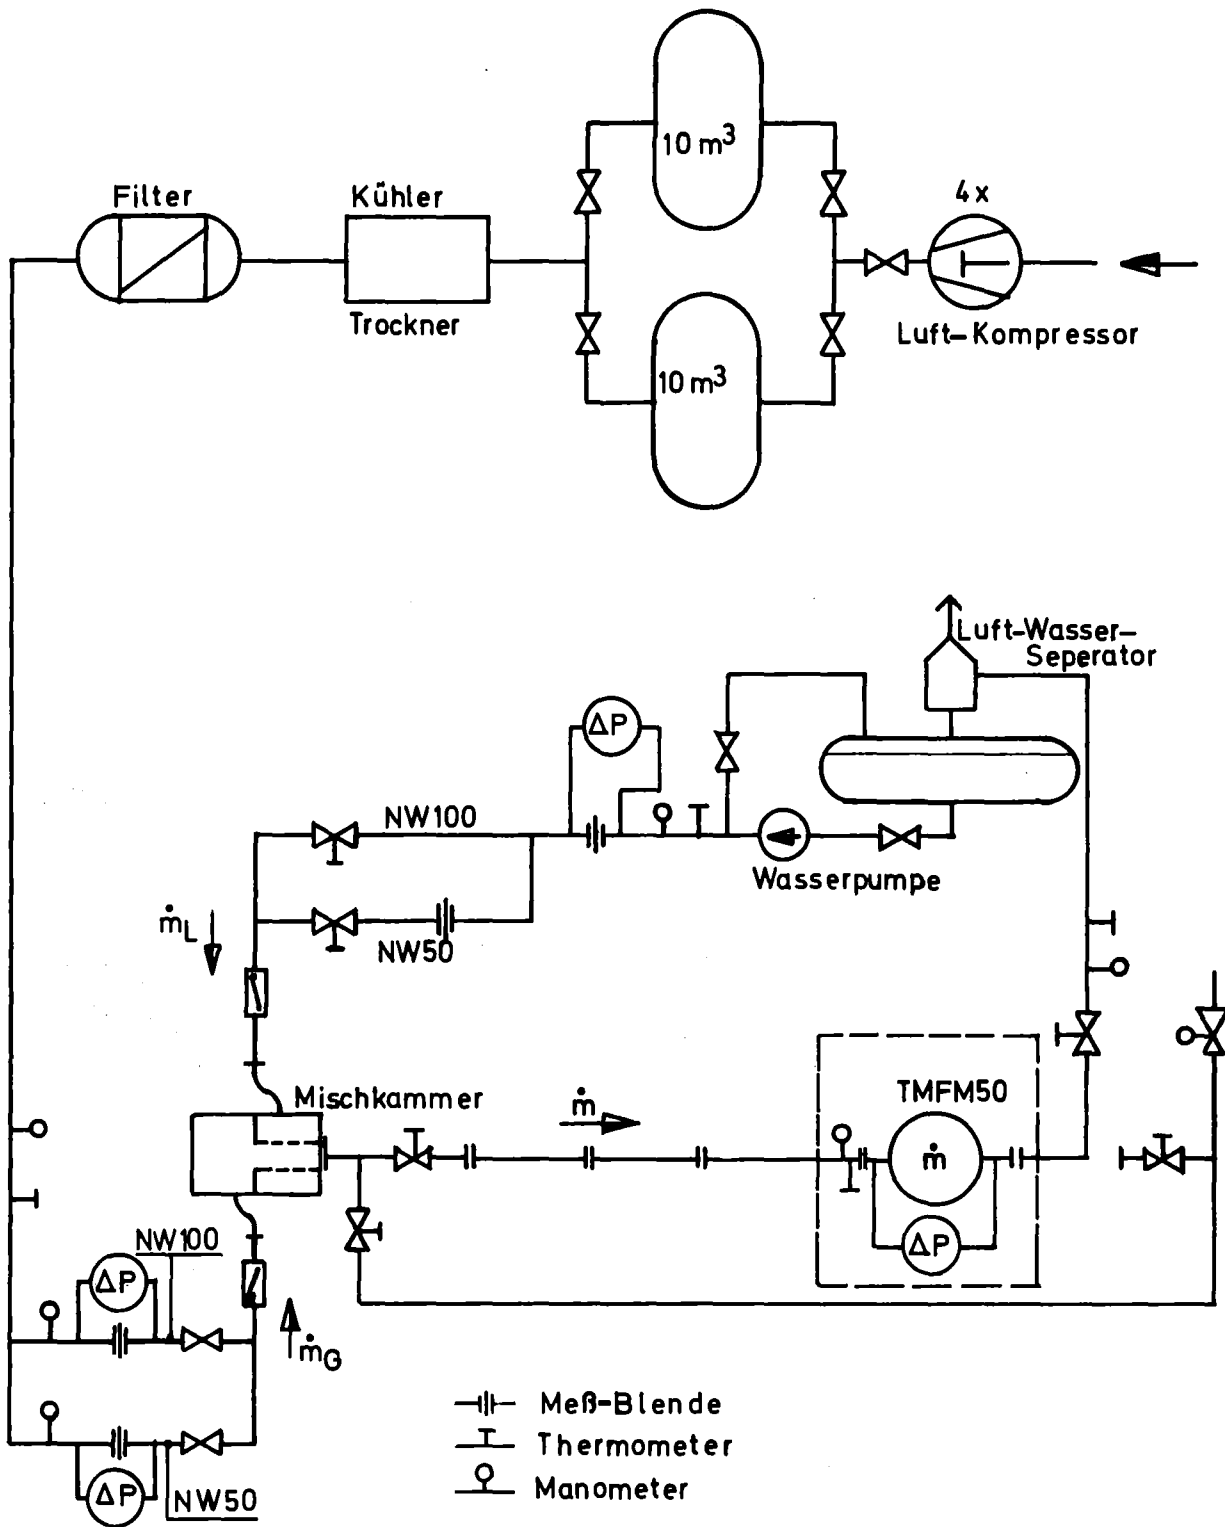 10 m³
Filter
Kühler
4x
Trockner
Luft-Kompressor
10 m³
Luft-Wasser-
Seperator
ΔP
NW100
Wasserpumpe
ṁL
NW50
Mischkammer
ṁ
TMFM50
ṁ
ΔP
NW100
ΔP
ṁG
ΔP
NW50
Meß-Blende
Thermometer
Manometer